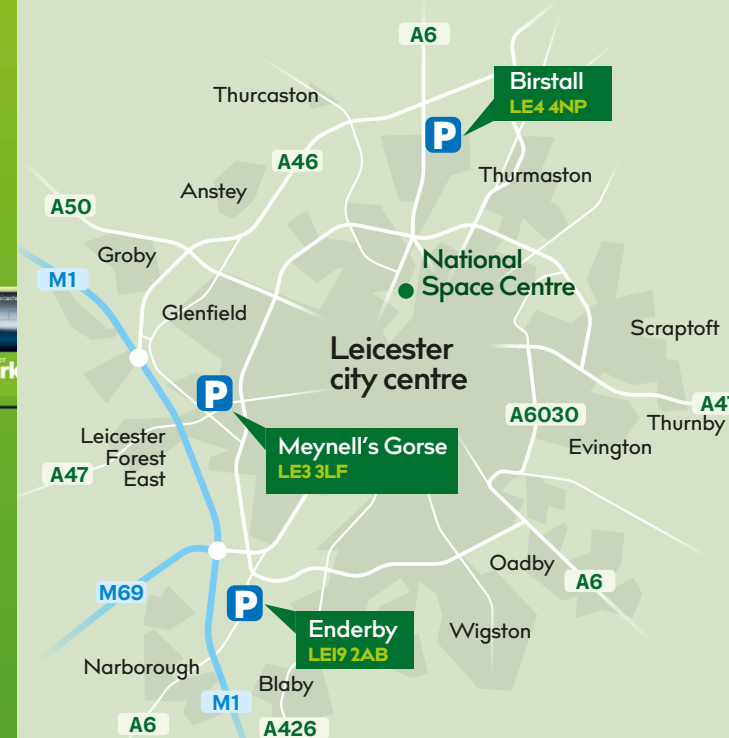 A6
Birstall
LE4 4NP
Thurcaston
A46
Thurmaston
Anstey
A50
Groby
National
Space Centre
M1
Glenfield
Scraptoft
Leicester
city centre
A47
A6030
Thurnby
Leicester
Forest
East
Meynell's Gorse
LE3 3LF
Evington
A47
Oadby
A6
M69
Enderby
LE19 2AB
Wigston
Narborough
Blaby
M1
A6
A426
P
P
P